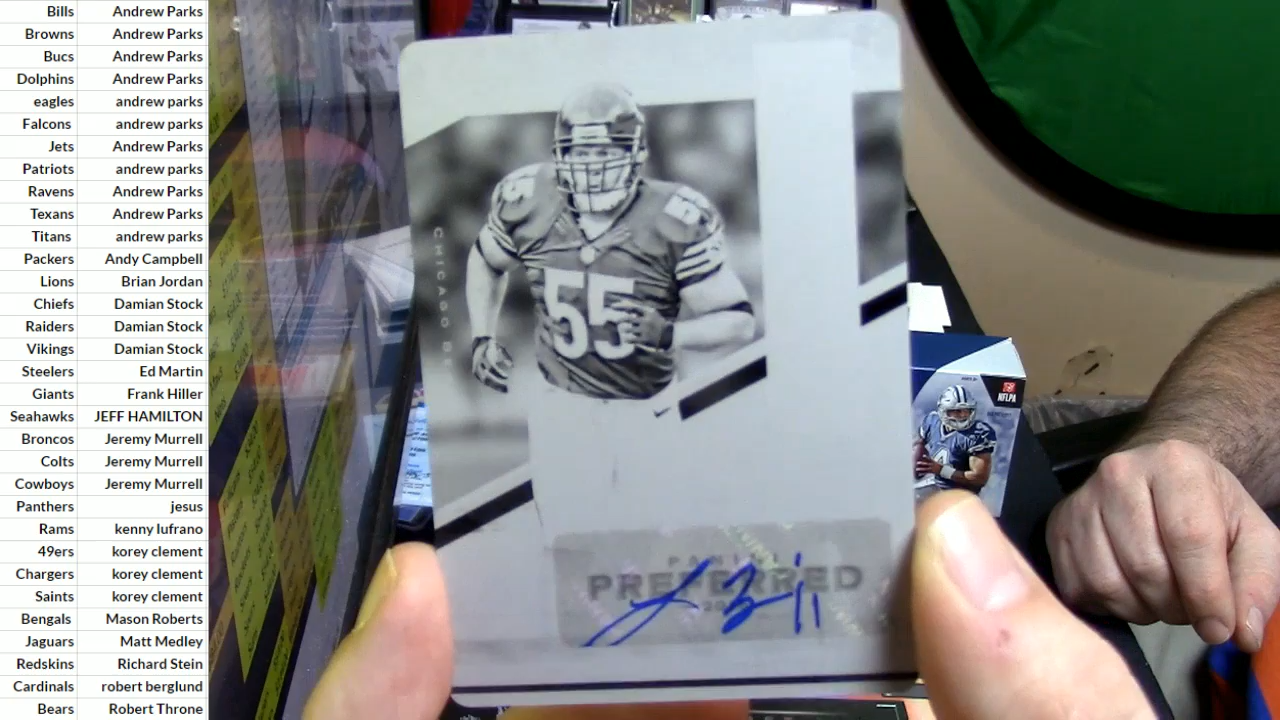 Bills Andrew Parks
Browns Andrew Parks
Bucs Andrew Parks
Dolphins Andrew Parks
eagles andrew parks
Falcons andrew parks
Jets Andrew Parks
Patriots andrew parks
Ravens Andrew Parks
Texans Andrew Parks
Titans andrew parks
Packers Andy Campbell
Lions Brian Jordan
Chiefs Damian Stock
Raiders Damian Stock
Vikings Damian Stock
Steelers Ed Martin
Giants Frank Hiller
Seahawks JEFF HAMILTON
Broncos Jeremy Murrell
Colts Jeremy Murrell
Cowboys Jeremy Murrell
Panthers jesus
Rams kenny lufrano
49ers korey clement
Chargers korey clement
Saints korey clement
Bengals Mason Roberts
Jaguars Matt Medley
Redskins Richard Stein
Cardinals robert berglund
Bears Robert Throne
CHICAGO
55
55
55
PANINI
PREFERRED
NFLPA
4